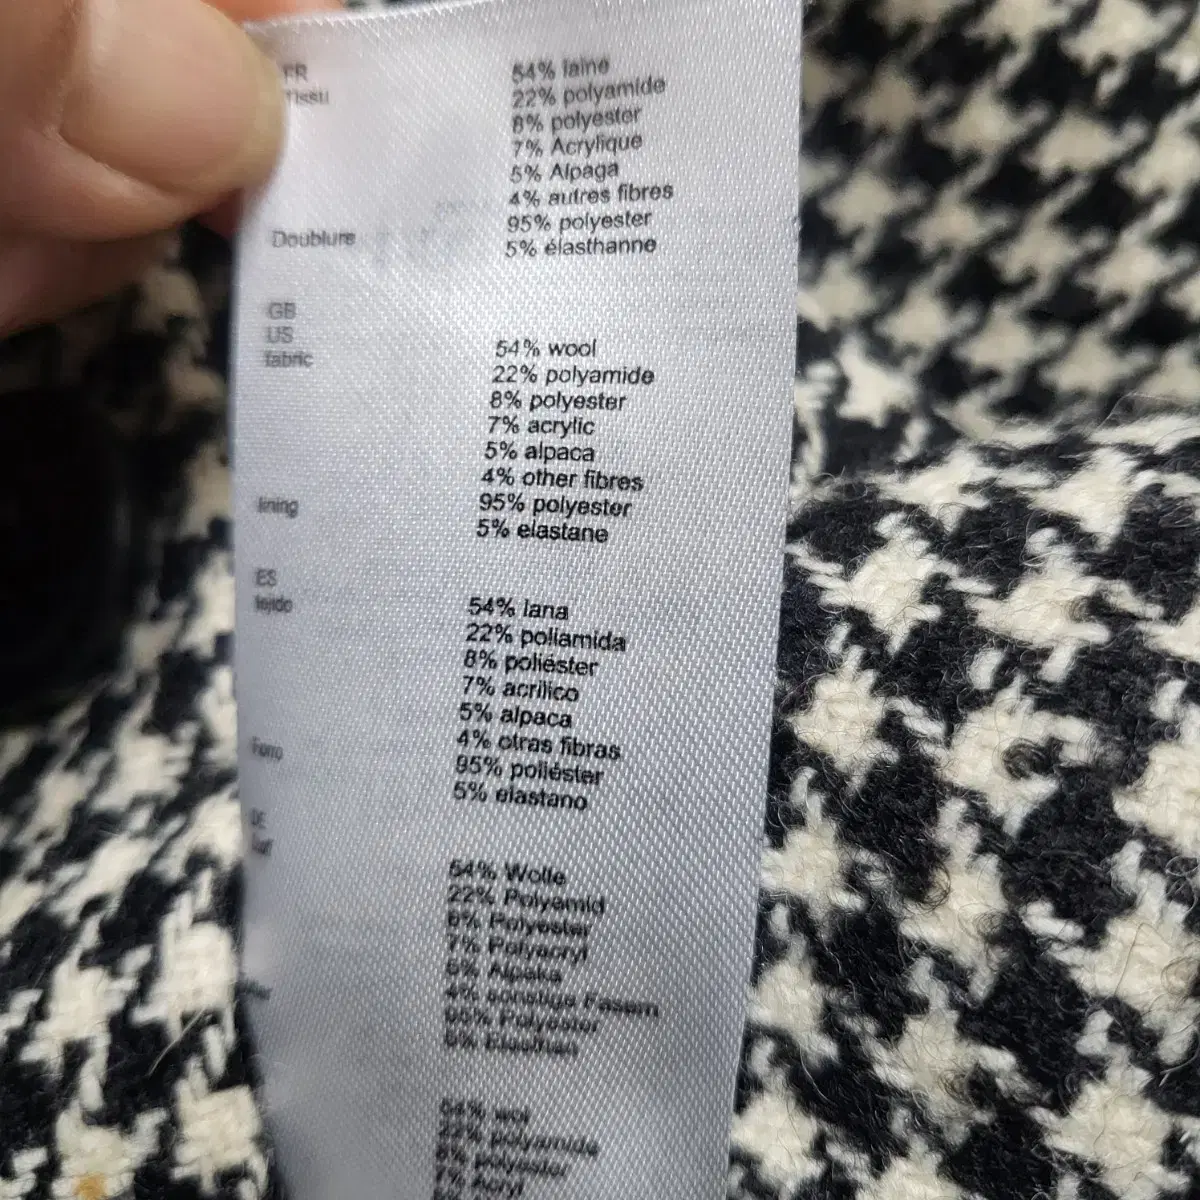 FR 54% laine
Tissu 22% polyamide
8% polyester
7% Acrylique
5% Alpaga
4% autres fibres
Doublure 95% polyester
5% élasthanne
GB
US 54% wool
fabric 22% polyamide
8% polyester
7% acrylic
5% alpaca
4% other fibres
lining 95% polyester
5% elastane
ES 54% lana
tejido 22% poliamida
8% poliéster
7% acrílico
5% alpaca
4% otras fibras
Forro 95% poliéster
5% elastano
DE 54% Wolle
22% Polyamid
8% Polyester
7% Polyacryl
5% Alpaka
4% sonstige Fasern
95% Polyester
5% Elasthan
54% wol
22% polyamide
8% polyester
7% acryl